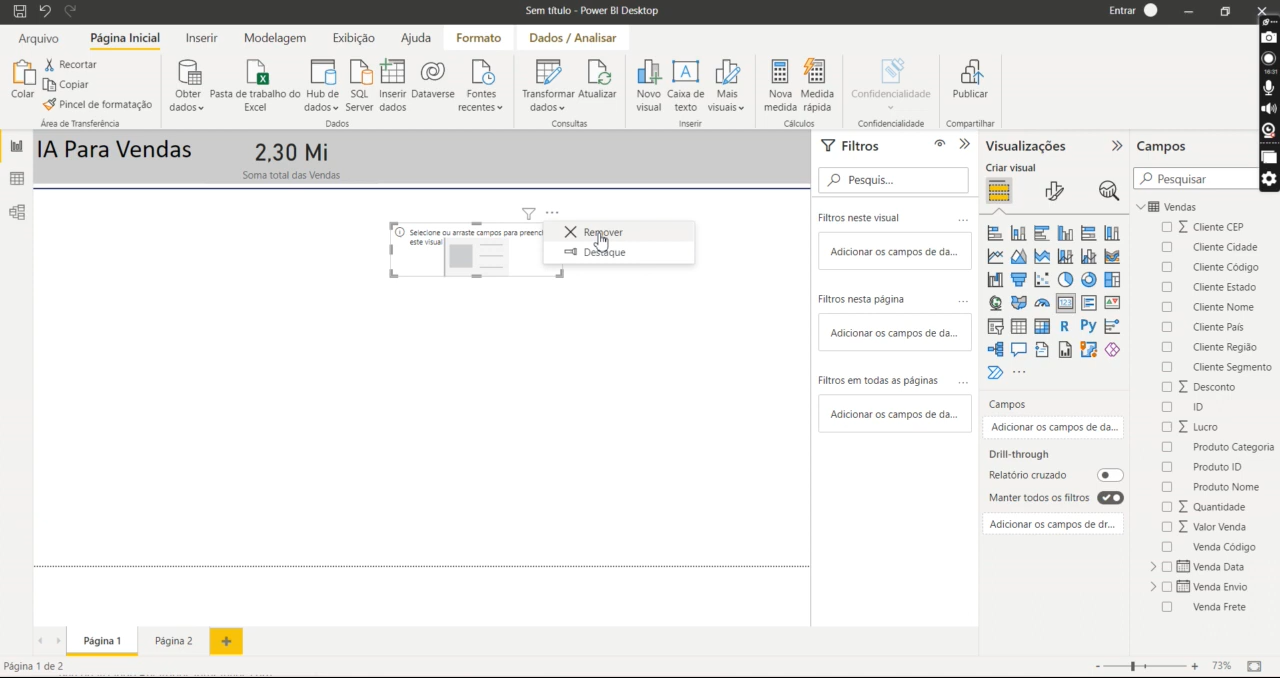 Sem título - Power BI Desktop
Entrar
Arquivo
Página Inicial
Inserir
Modelagem
Exibição
Ajuda
Formato
Dados / Analisar
Colar
Recortar
Copiar
Pincel de formatação
Área de Transferência
Obter dados
Pasta de trabalho do Excel
Hub de dados
SQL Server
Inserir dados
Dataverse
Fontes recentes
Dados
Transformar dados
Atualizar
Consultas
Novo visual
Caixa de texto
Mais visuais
Inserir
Nova medida
Medida rápida
Cálculos
Confidencialidade
Confidencialidade
Publicar
Compartilhar
16:31
IA Para Vendas
2,30 Mi
Soma total das Vendas
Selecione ou arraste campos para preench
este visual
Remover
Destaque
Filtros
Pesquis...
Filtros neste visual
Adicionar os campos de da...
Filtros nesta página
Adicionar os campos de da...
Filtros em todas as páginas
Adicionar os campos de da...
Visualizações
Criar visual
123
R
Py
Campos
Adicionar os campos de da...
Drill-through
Relatório cruzado
Manter todos os filtros
Adicionar os campos de dr...
Campos
Pesquisar
Vendas
Cliente CEP
Cliente Cidade
Cliente Código
Cliente Estado
Cliente Nome
Cliente País
Cliente Região
Cliente Segmento
Desconto
ID
Lucro
Produto Categoria
Produto ID
Produto Nome
Quantidade
Valor Venda
Venda Código
Venda Data
Venda Envio
Venda Frete
Página 1
Página 2
Página 1 de 2
73%